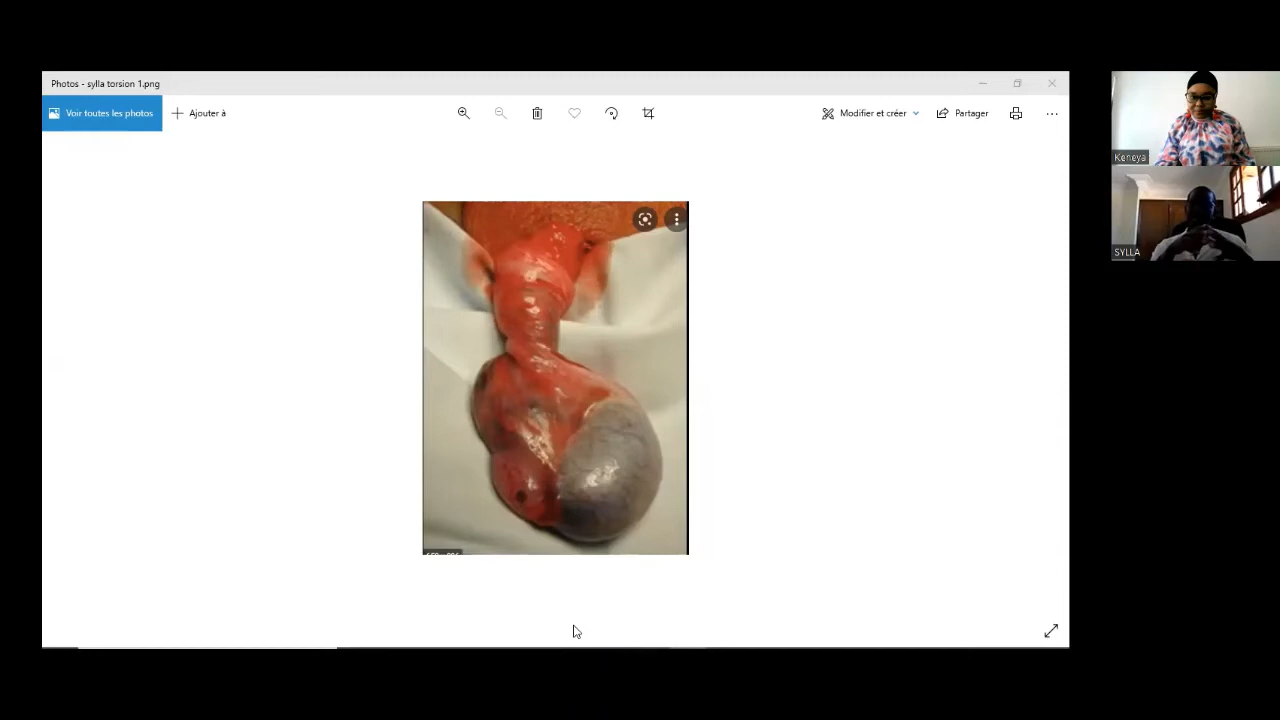 Photos - sylla torsion 1.png
Voir toutes les photos
Ajouter à
Modifier et créer
Partager
Keneya
SYLLA